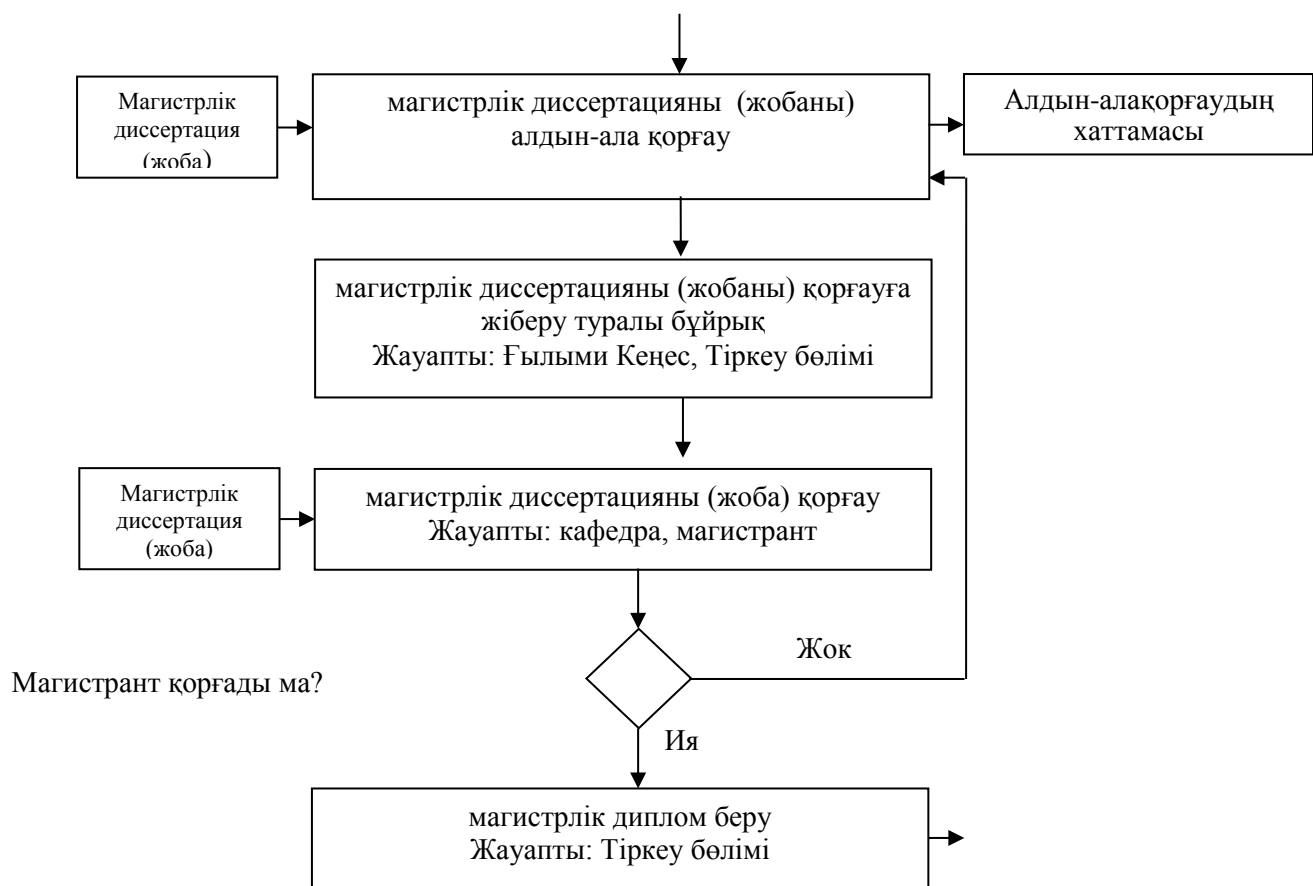 Магистрлік
диссертация
(жоба)
магистрлік диссертацияны (жобаны)
алдын-ала қорғау
Алдын-алақорғаудың
хаттамасы
магистрлік диссертацияны (жобаны) қорғауға
жіберу туралы бұйрық
Жауапты: Ғылыми Кеңес, Тіркеу бөлімі
Магистрлік
диссертация
(жоба)
магистрлік диссертацияны (жоба) қорғау
Жауапты: кафедра, магистрант
Жок
Магистрант қорғады ма?
Ия
магистрлік диплом беру
Жауапты: Тіркеу бөлімі